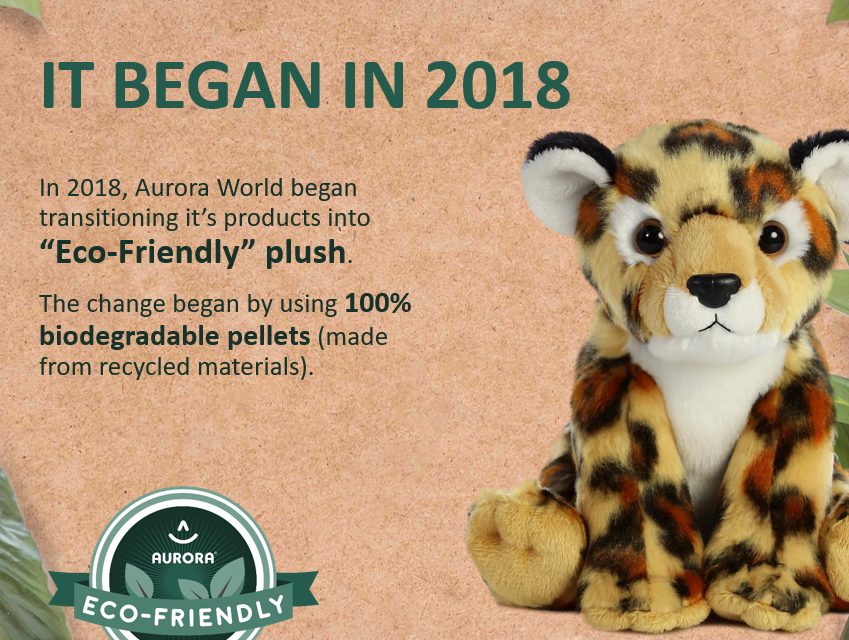 IT BEGAN IN 2018
In 2018, Aurora World began
transitioning it’s products into
“Eco-Friendly” plush.
The change began by using 100%
biodegradable pellets (made
from recycled materials).
AURORA
ECO-FRIENDLY